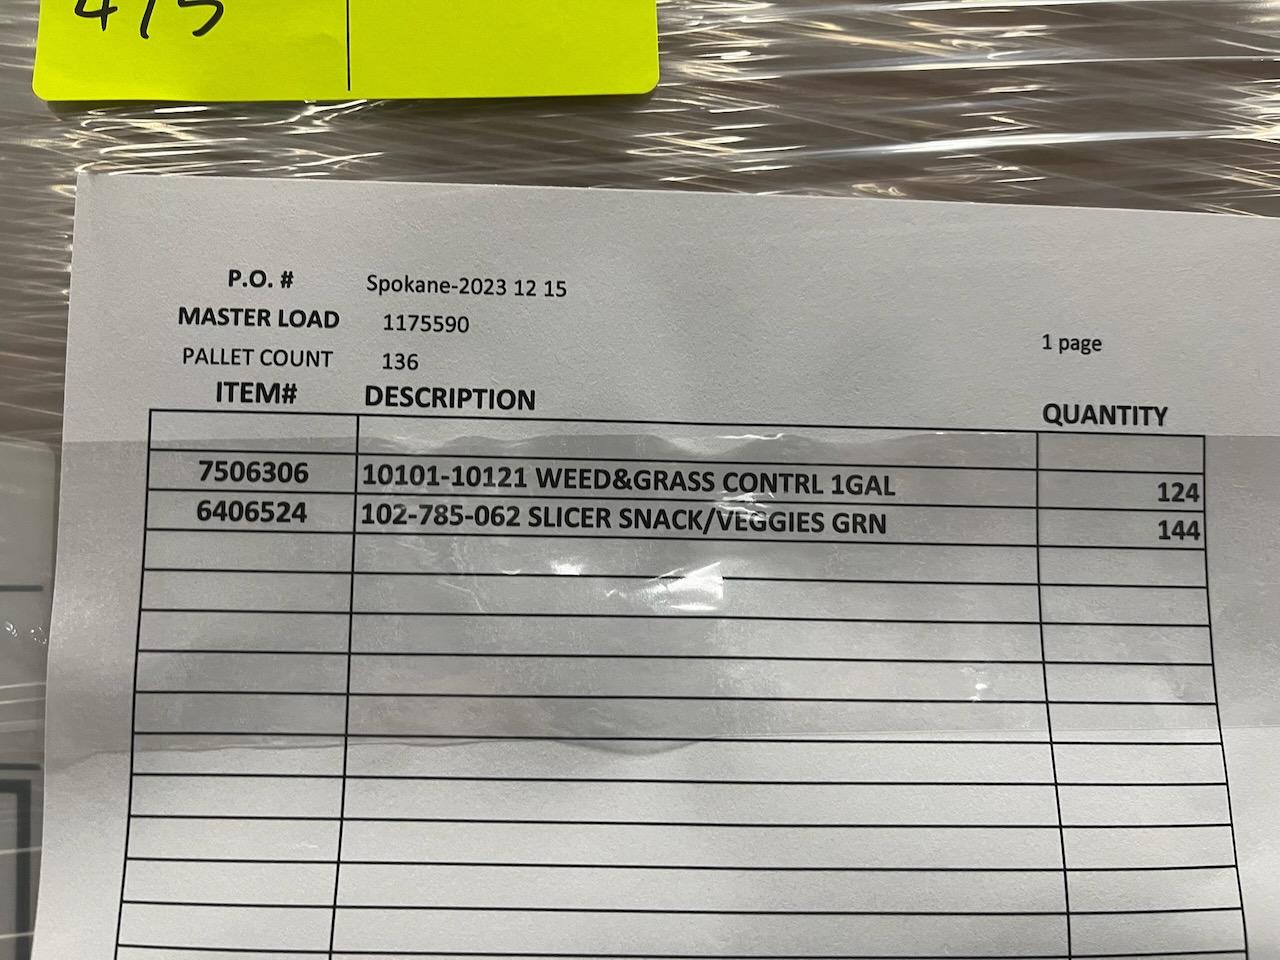 475
P.O. # Spokane-2023 12 15
MASTER LOAD 1175590
1 page
PALLET COUNT 136
ITEM# DESCRIPTION QUANTITY
7506306 10101-10121 WEED&GRASS CONTRL 1GAL 124
6406524 102-785-062 SLICER SNACK/VEGGIES GRN 144